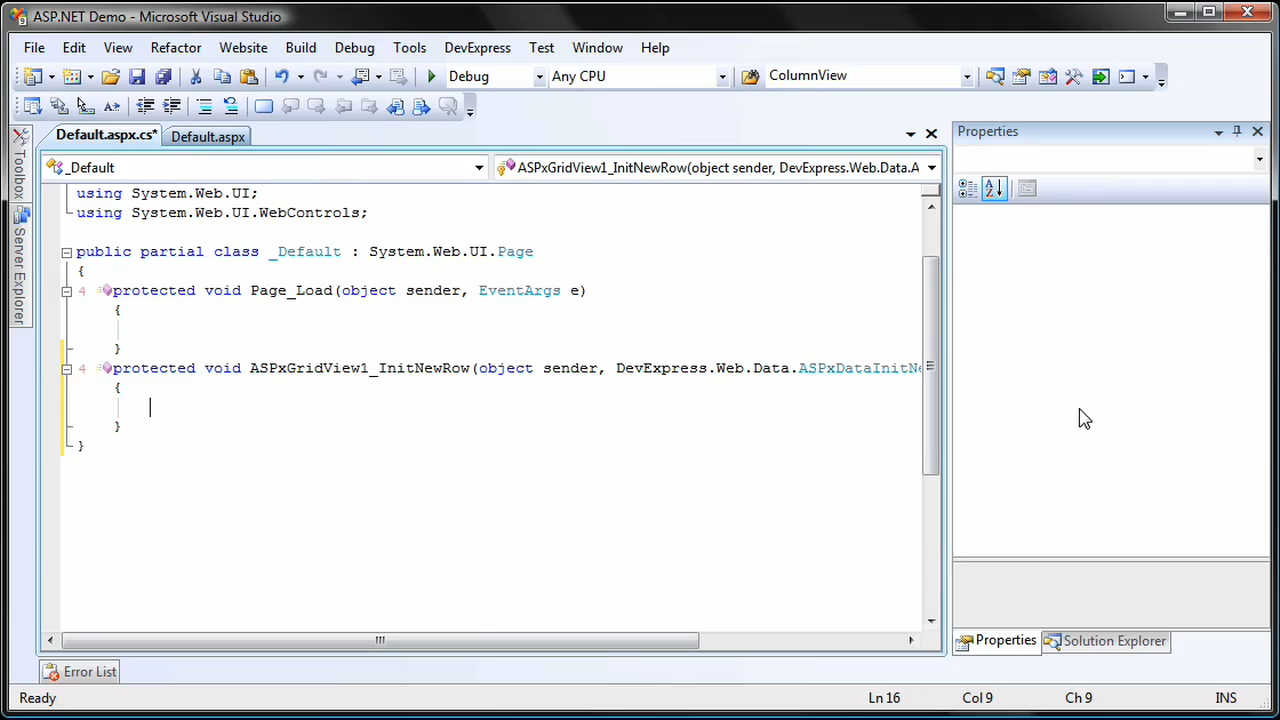 ASP.NET Demo - Microsoft Visual Studio
File Edit View Refactor Website Build Debug Tools DevExpress Test Window Help
Debug Any CPU ColumnView
Default.aspx.cs* Default.aspx
Properties
_Default ASPxGridView1_InitNewRow(object sender, DevExpress.Web.Data.A
Toolbox
Server Explorer
using System.Web.UI;
using System.Web.UI.WebControls;
public partial class _Default : System.Web.UI.Page
{
4 protected void Page_Load(object sender, EventArgs e)
{
}
4 protected void ASPxGridView1_InitNewRow(object sender, DevExpress.Web.Data.ASPxDataInitNe
{
}
}
Properties Solution Explorer
Error List
Ready Ln 16 Col 9 Ch 9 INS